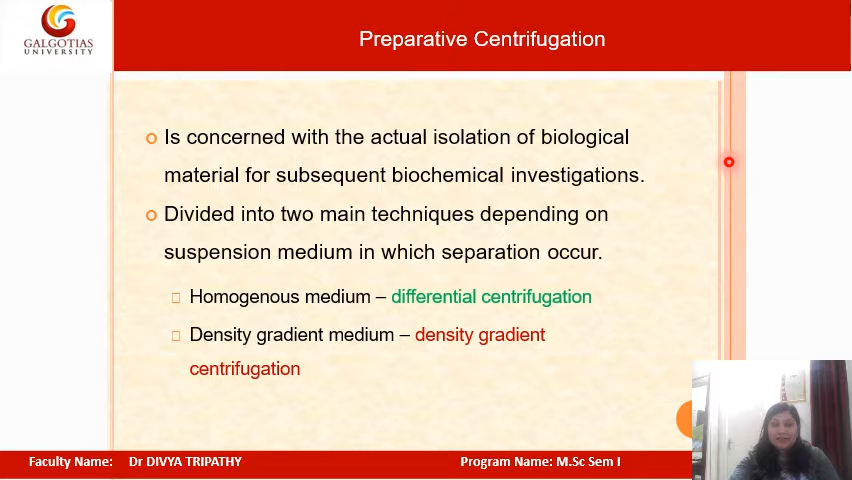 GALGOTIAS
UNIVERSITY
Preparative Centrifugation
Is concerned with the actual isolation of biological
material for subsequent biochemical investigations.
Divided into two main techniques depending on
suspension medium in which separation occur.
Homogenous medium – differential centrifugation
Density gradient medium – density gradient
centrifugation
Faculty Name: Dr DIVYA TRIPATHY
Program Name: M.Sc Sem I